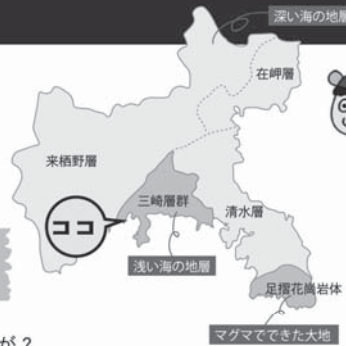 深い海の地層
在岬層
来栖野層
三崎層群
ココ
清水層
浅い海の地層
足摺花崗岩体
マグマでできた大地
が?